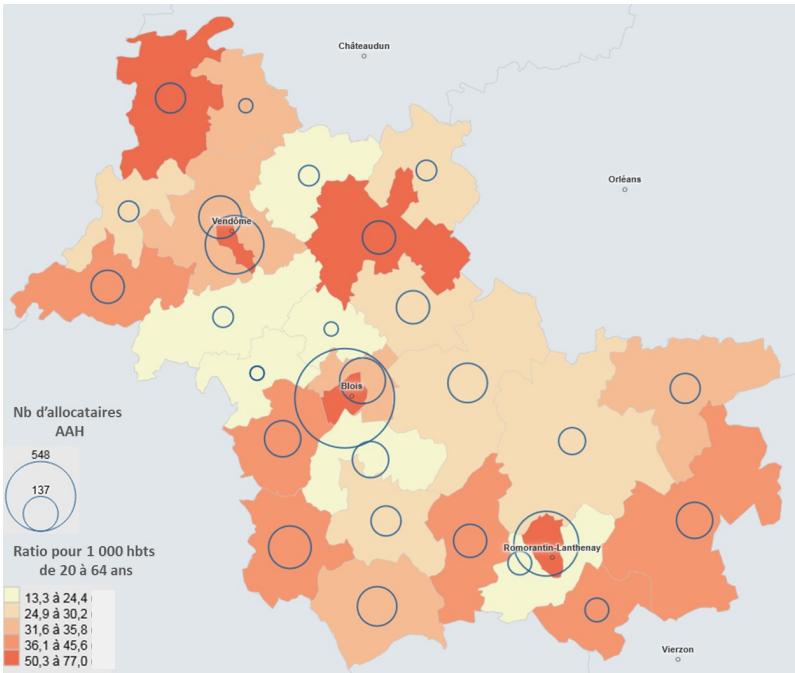 Châteaudun
Orléans
Vendôme
Blois
Nb d'allocataires
AAH
548
137
Ratio pour 1 000 hbts
de 20 à 64 ans
13,3 à 24,4
24,9 à 30,2
31,6 à 35,8
36,1 à 45,6
50,3 à 77,0
Romorantin-Lanthenay
Vierzon